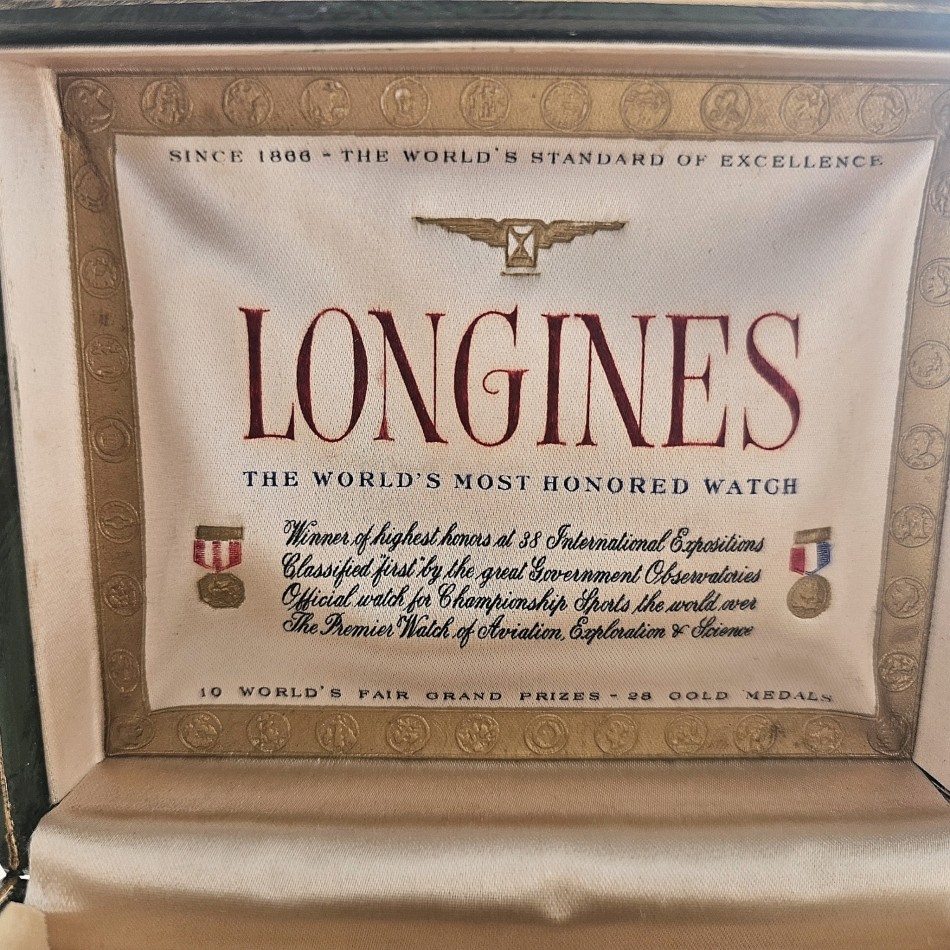 SINCE 1866 - THE WORLD'S STANDARD OF EXCELLENCE
LONGINES
THE WORLD'S MOST HONORED WATCH
Winner of highest honors at 38 International Expositions
Classified "first" by the great Government Observatories
Official watch for Championship Sports the world over
The Premier Watch of Aviation, Exploration & Science
10 WORLD'S FAIR GRAND PRIZES - 28 GOLD MEDALS